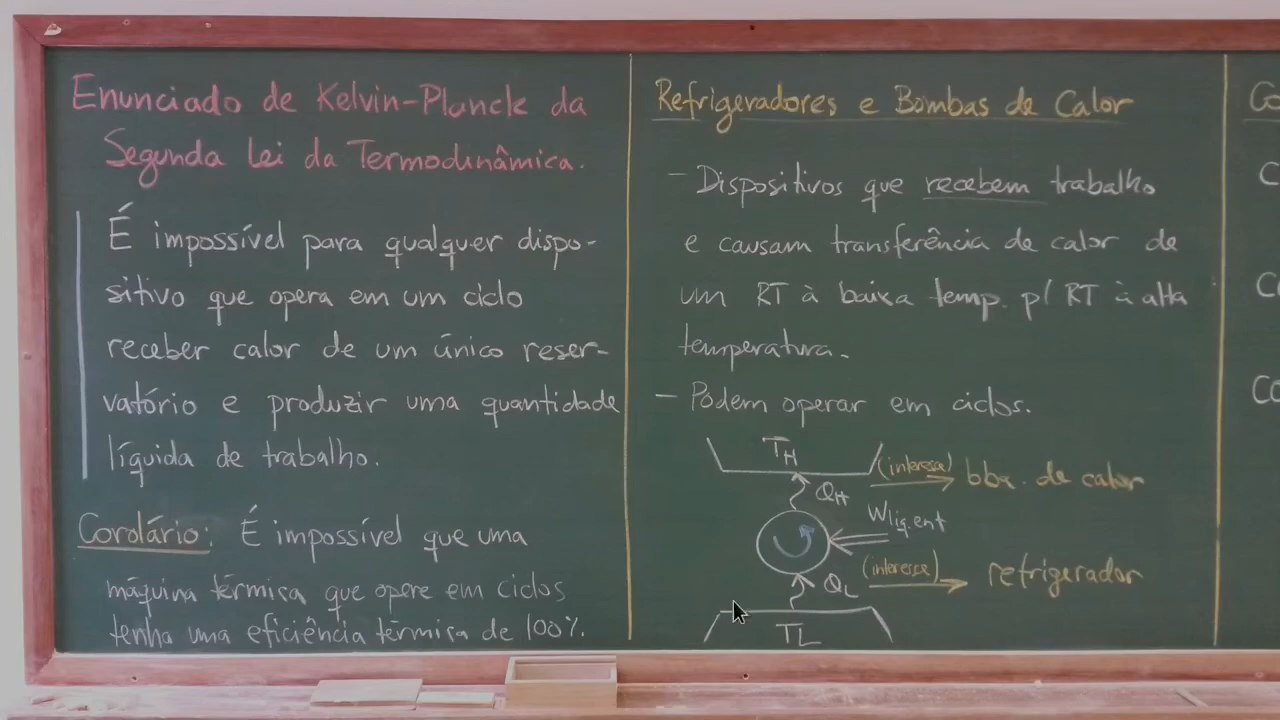 Enunciado de Kelvin-Planck da
Segunda Lei da Termodinâmica.
É impossível para qualquer dispo-
sitivo que opera em um ciclo
receber calor de um único reser-
vatório e produzir uma quantidade
líquida de trabalho.
Corolário: É impossível que uma
máquina térmica que opere em ciclos
tenha uma eficiência térmica de 100%.
Refrigeradores e Bombas de Calor
- Dispositivos que recebem trabalho
e causam transferência de calor de
um RT à baixa temp. p/ RT à alta
temperatura.
- Podem operar em ciclos.
TH
(interesse) bba. de calor
QH
Wliq.ent
(interesse) refrigerador
QL
TL
C
C
Co